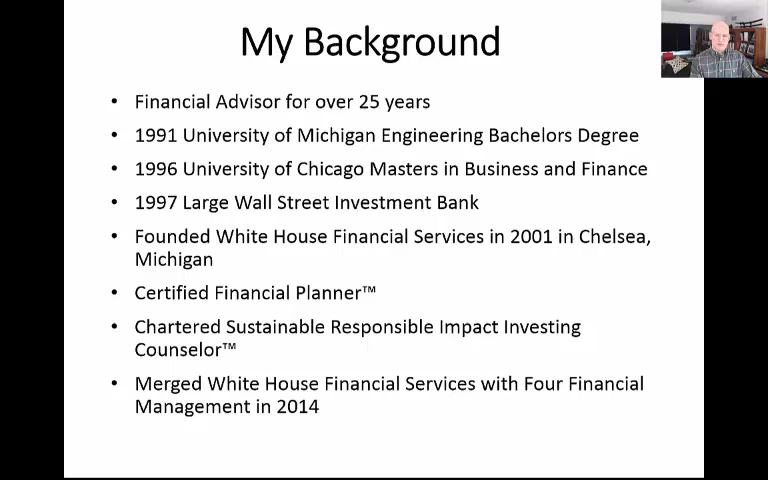 My Background
• Financial Advisor for over 25 years
• 1991 University of Michigan Engineering Bachelors Degree
• 1996 University of Chicago Masters in Business and Finance
• 1997 Large Wall Street Investment Bank
• Founded White House Financial Services in 2001 in Chelsea,
Michigan
• Certified Financial Planner™
• Chartered Sustainable Responsible Impact Investing
Counselor™
• Merged White House Financial Services with Four Financial
Management in 2014